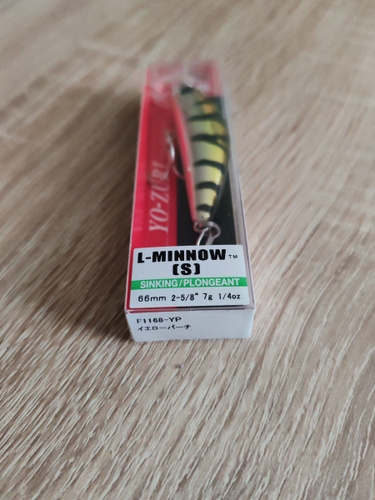 YO-ZURI
L-MINNOW™
(S)
SINKING/PLONGEANT
66mm 2-5/8" 7g 1/4oz
F1168-YP
イエローパーチ